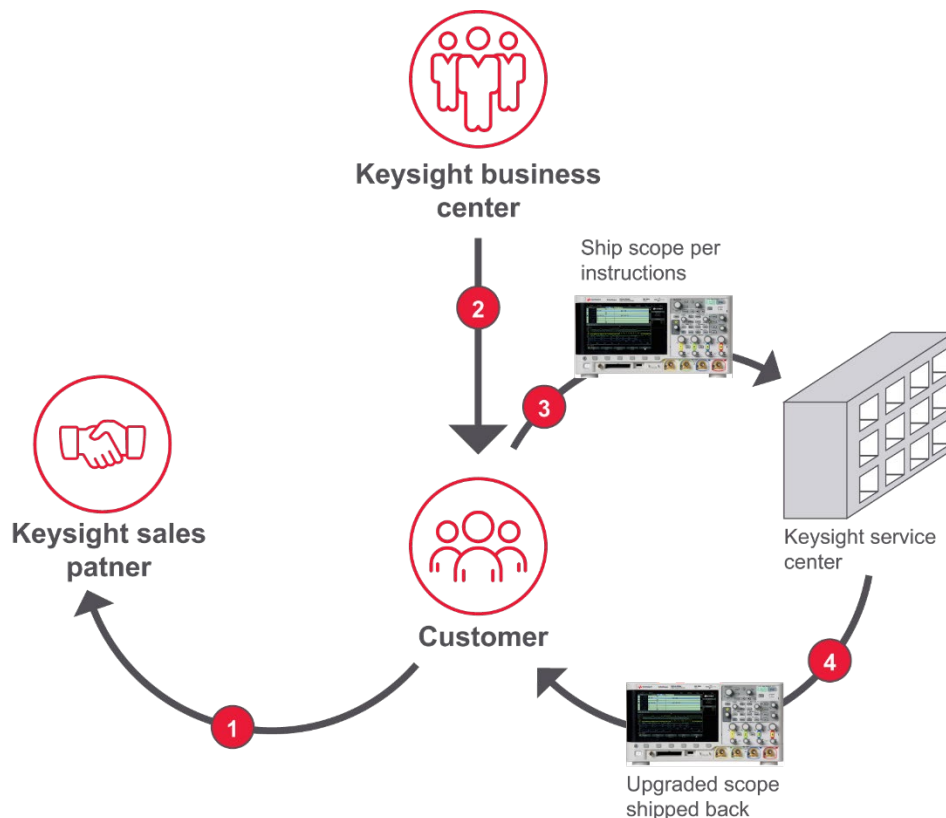 Keysight business
center
Ship scope per
instructions
2
3
Keysight sales
patner
Keysight service
center
Customer
4
1
Upgraded scope
shipped back